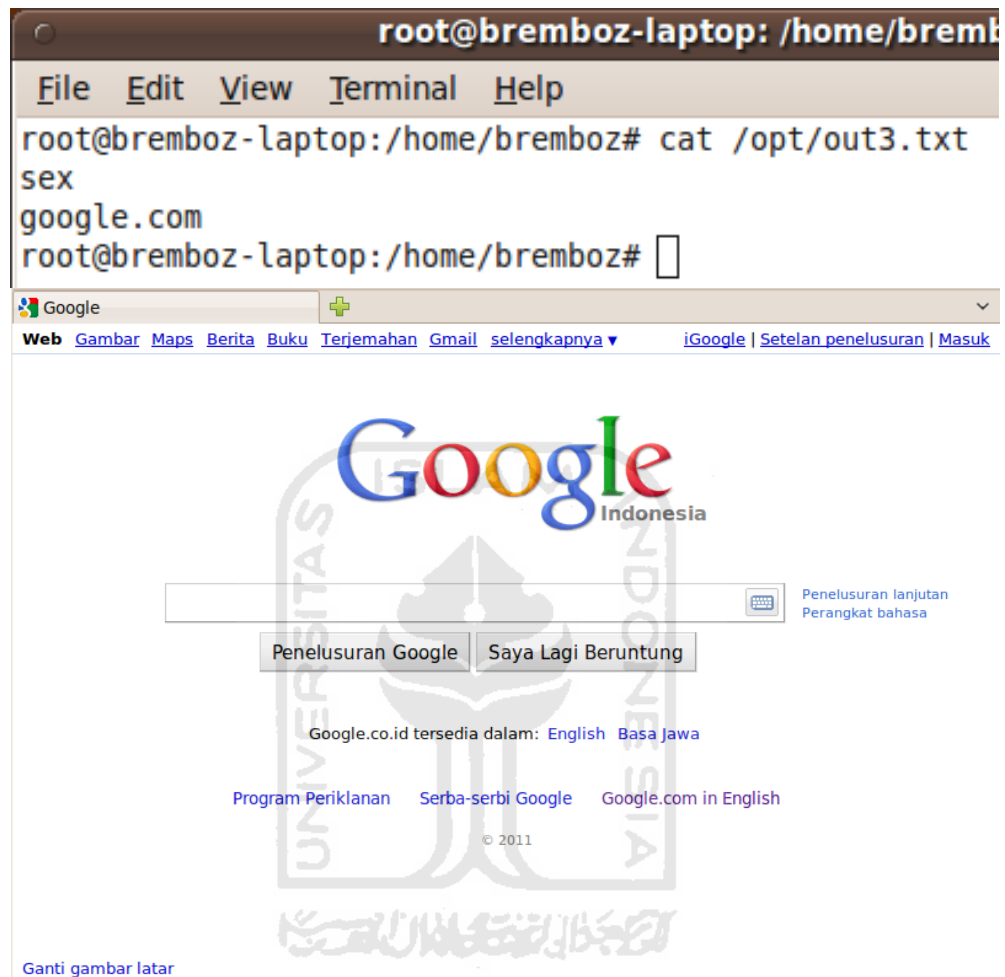 root@bremboz-laptop: /home/bremb
File Edit View Terminal Help
root@bremboz-laptop:/home/bremboz# cat /opt/out3.txt
sex
google.com
root@bremboz-laptop:/home/bremboz#
Google
Web Gambar Maps Berita Buku Terjemahan Gmail selengkapnya ▼ iGoogle | Setelan penelusuran | Masuk
Google
Indonesia
Penelusuran lanjutan
Perangkat bahasa
Penelusuran Google Saya Lagi Beruntung
Google.co.id tersedia dalam: English Basa Jawa
Program Periklanan Serba-serbi Google Google.com in English
© 2011
Ganti gambar latar
UNIVERSITAS
ISLAM
INDONESIA